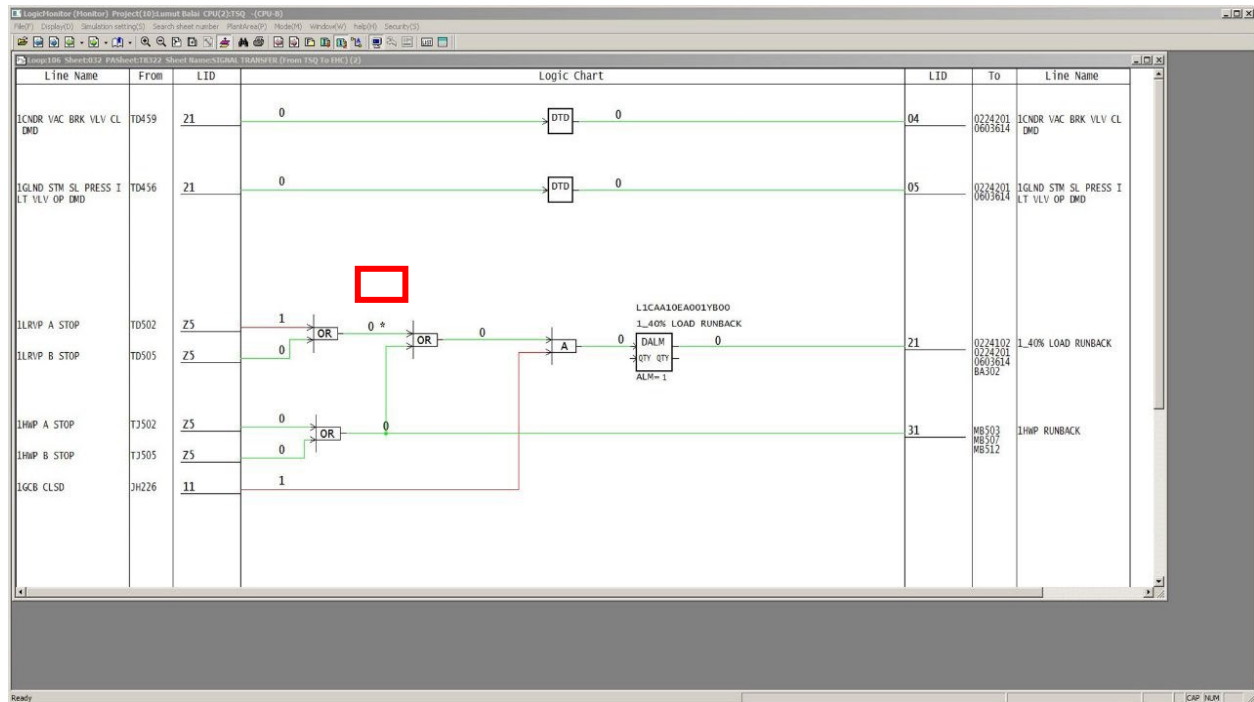 LogicMonitor (Monitor) Project(10):Lumut Balai CPU(2):TSQ -(CPU-B)
File(F) Display(D) Simulation setting(S) Search sheet number PlantArea(P) Mode(M) Window(W) help(H) Security(S)
Loop:106 Sheet:032 PASheet:T8322 Sheet Name:SIGNAL TRANSFER (From TSQ To EHC) (2)
Line Name From LID Logic Chart LID To Line Name
1CNDR VAC BRK VLV CL DMD TD459 21 0 DTD 0 04 0224201 1CNDR VAC BRK VLV CL
0603614 DMD
1GLND STM SL PRESS I TD456 21 0 DTD 0 05 0224201 1GLND STM SL PRESS I
LT VLV OP DMD 0603614 LT VLV OP DMD
L1CAA10EA001YB00
1_40% LOAD RUNBACK
1LRVP A STOP TD502 Z5 1 OR 0 * OR 0 A 0 DALM 0 21 0224102 1_40% LOAD RUNBACK
QTY QTY 0224201
0603614
BA302
1LRVP B STOP TD505 Z5 0
ALM= 1
1HWP A STOP TJ502 Z5 0 OR 0 31 MB503 1HWP RUNBACK
MB507
MB512
1HWP B STOP TJ505 Z5 0
1GCB CLSD JH226 11 1
Ready CAP NUM